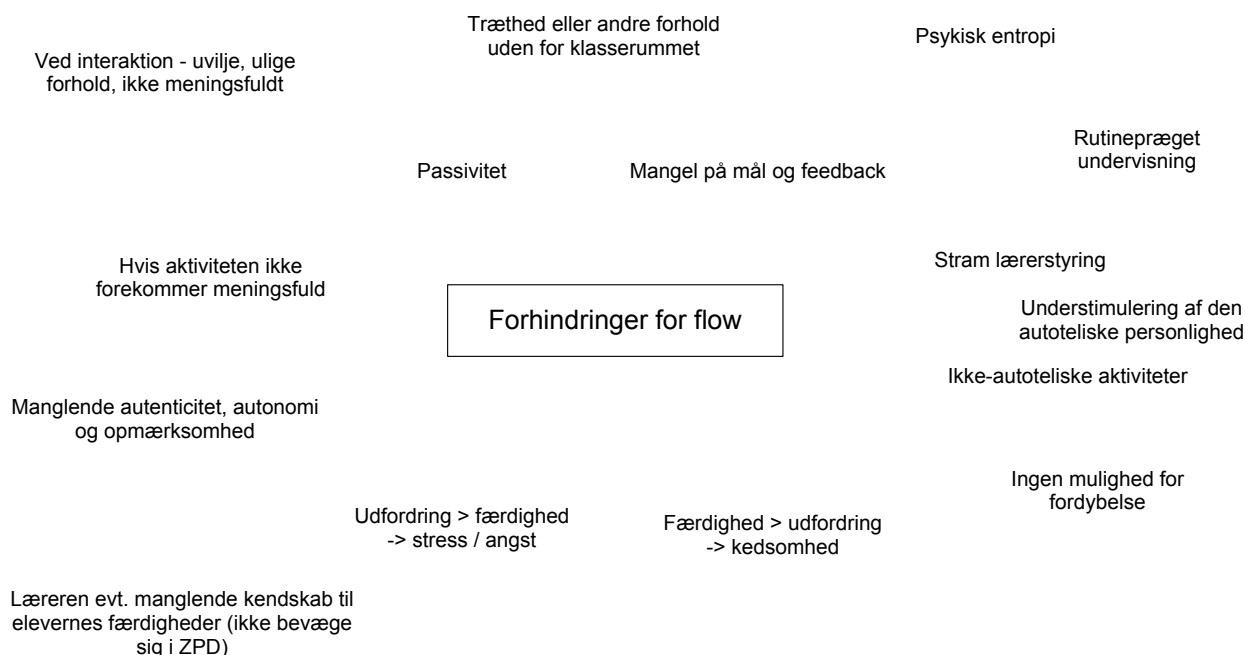 Træthed eller andre forhold
uden for klasserummet
Psykisk entropi
Ved interaktion - uvilje, ulige
forhold, ikke meningsfuldt
Rutinepræget
undervisning
Passivitet
Mangel på mål og feedback
Stram lærerstyring
Hvis aktiviteten ikke
forekommer meningsfuld
Forhindringer for flow
Understimulering af den
autoteliske personlighed
Ikke-autoteliske aktiviteter
Manglende autenticitet, autonomi
og opmærksomhed
Ingen mulighed for
fordybelse
Udfordring > færdighed
-> stress / angst
Færdighed > udfordring
-> kedsomhed
Læreren evt. manglende kendskab til
elevernes færdigheder (ikke bevæge
sig i ZPD)